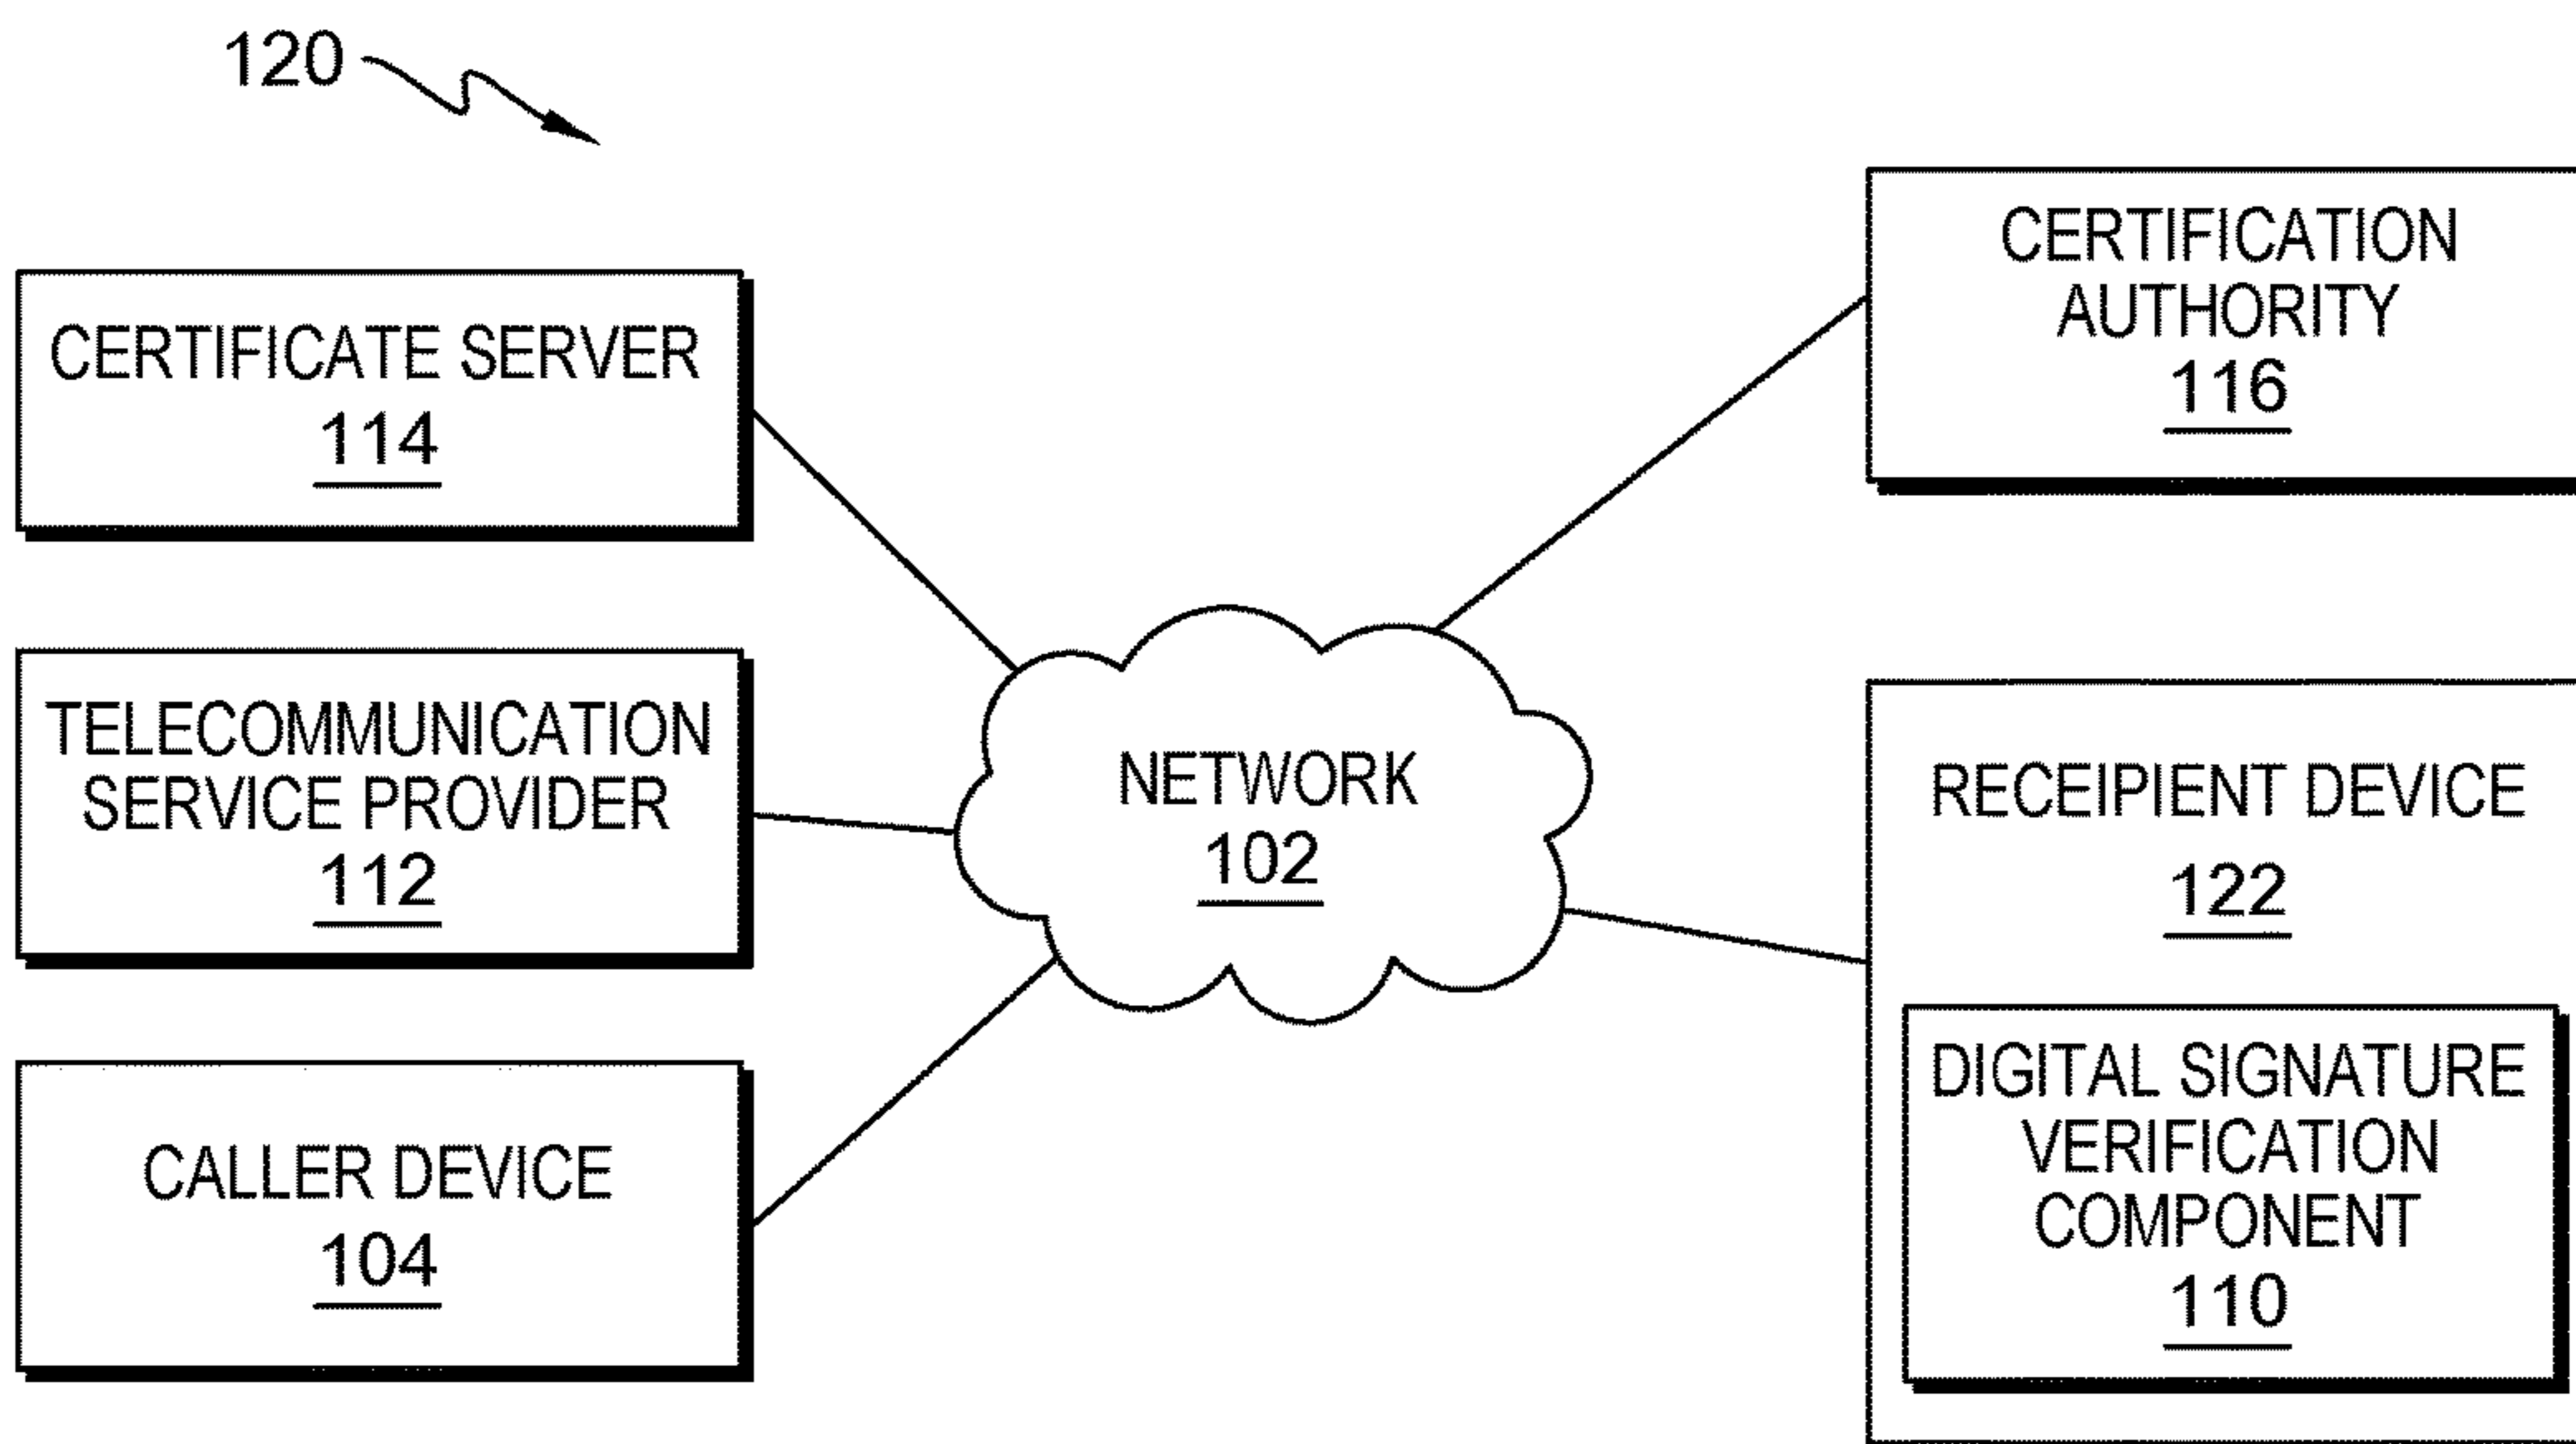 120
CERTIFICATE SERVER
114
TELECOMMUNICATION
SERVICE PROVIDER
112
CALLER DEVICE
104
NETWORK
102
CERTIFICATION
AUTHORITY
116
RECEIPIENT DEVICE
122
DIGITAL SIGNATURE
VERIFICATION
COMPONENT
110